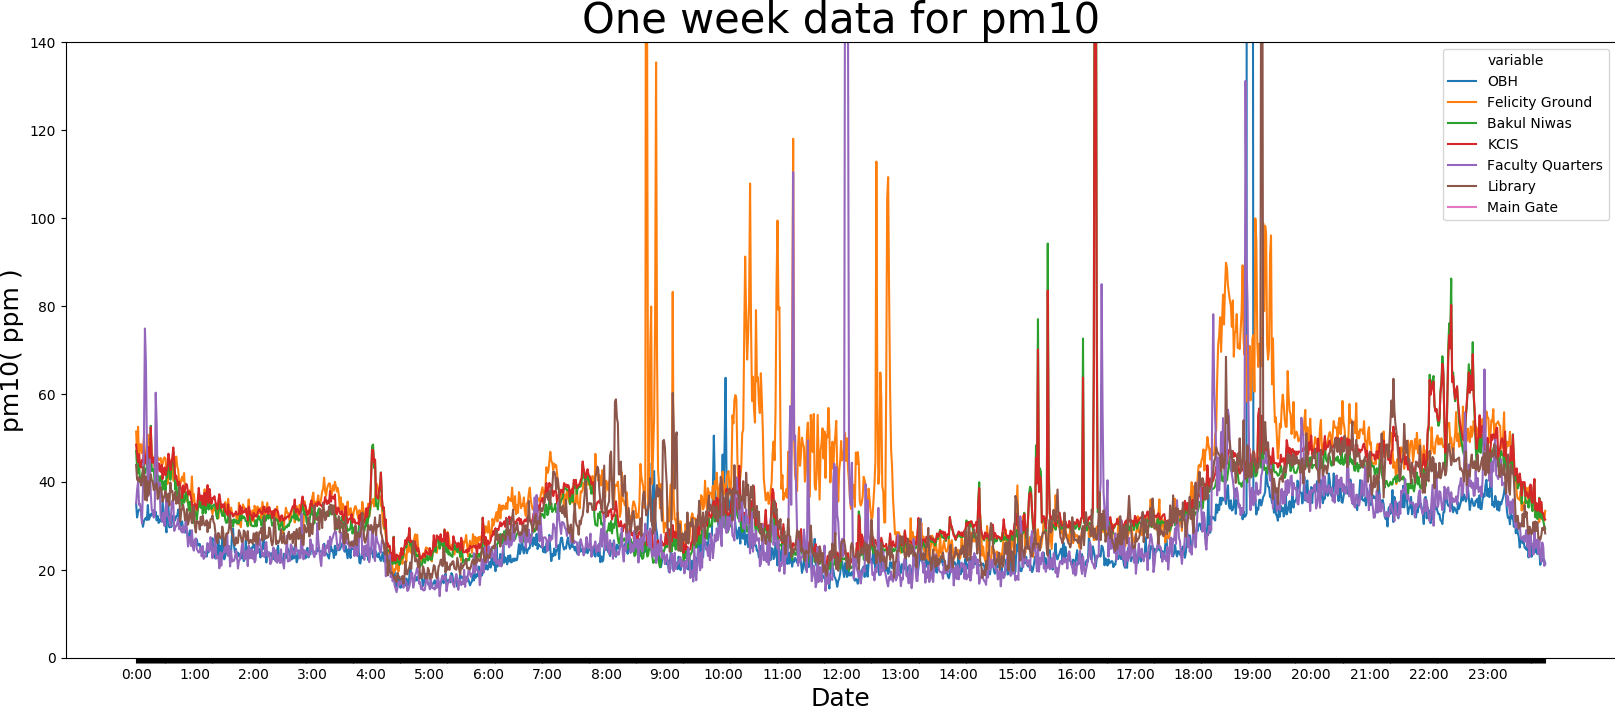 One week data for pm10
140
120
100
80
60
40
20
0
pm10( ppm )
variable
OBH
Felicity Ground
Bakul Niwas
KCIS
Faculty Quarters
Library
Main Gate
0:00 1:00 2:00 3:00 4:00 5:00 6:00 7:00 8:00 9:00 10:00 11:00 12:00 13:00 14:00 15:00 16:00 17:00 18:00 19:00 20:00 21:00 22:00 23:00
Date